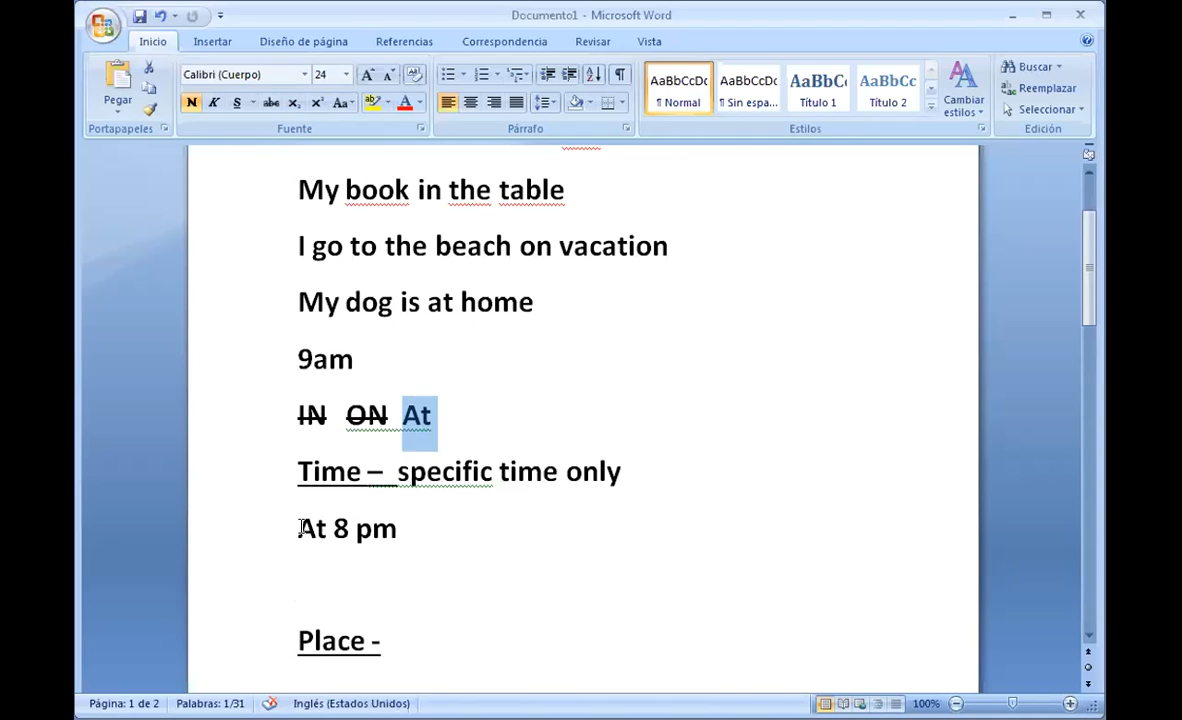 Documento1 - Microsoft Word
Inicio Insertar Diseño de página Referencias Correspondencia Revisar Vista
Pegar
Calibri (Cuerpo) 24
AaBbCcDc AaBbCcDc AaBbCc AaBbCc
¶ Normal ¶ Sin espa... Título 1 Título 2
Cambiar estilos
Buscar
Reemplazar
Seleccionar
Portapapeles Fuente Párrafo Estilos Edición
My book in the table
I go to the beach on vacation
My dog is at home
9am
IN ON At
Time – specific time only
At 8 pm
Place -
Página: 1 de 2 Palabras: 1/31 Inglés (Estados Unidos) 100%